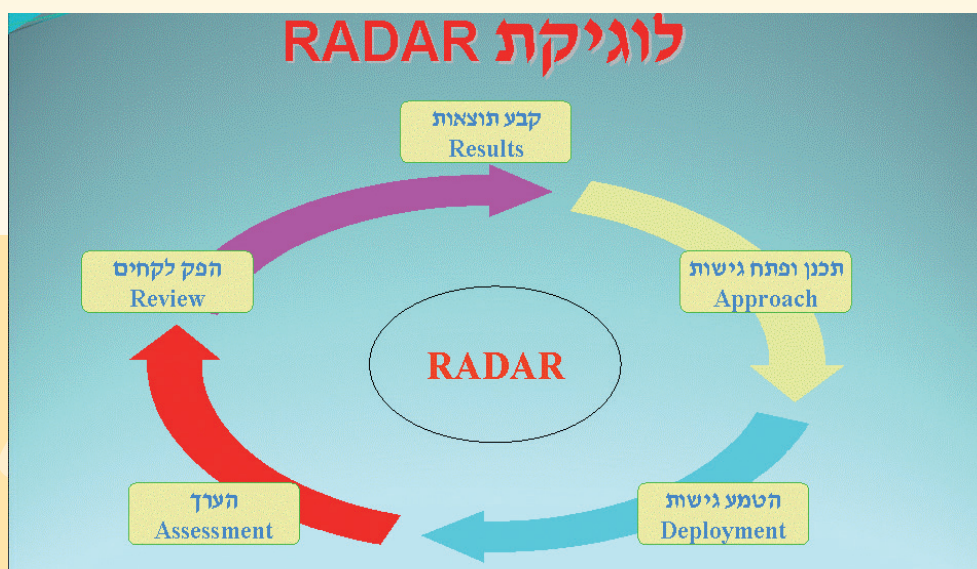 לוגיקת RADAR
קבע תוצאות
Results
תכנן ופתח גישות
Approach
הטמע גישות
Deployment
הערך
Assessment
הפק לקחים
Review
RADAR